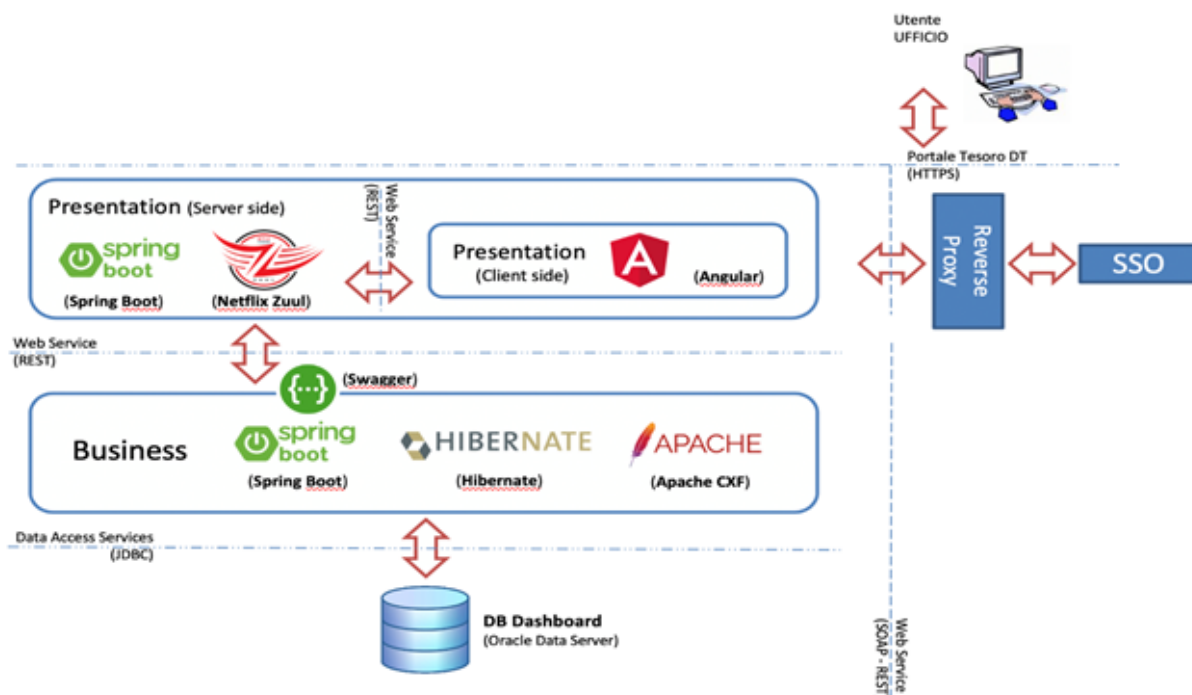 Utente
UFFICIO
Portale Tesoro DT
(HTTPS)
Presentation (Server side)
spring
boot
(Spring Boot)
Z
(Netflix Zuul)
Web Service
(REST)
Presentation
(Client side)
A
(Angular)
Reverse
Proxy
SSO
Web Service
(REST)
{...}
(Swagger)
Business
spring
boot
(Spring Boot)
HIBERNATE
(Hibernate)
APACHE
(Apache CXF)
Data Access Services
(JDBC)
DB Dashboard
(Oracle Data Server)
Web Service
(SOAP - REST)